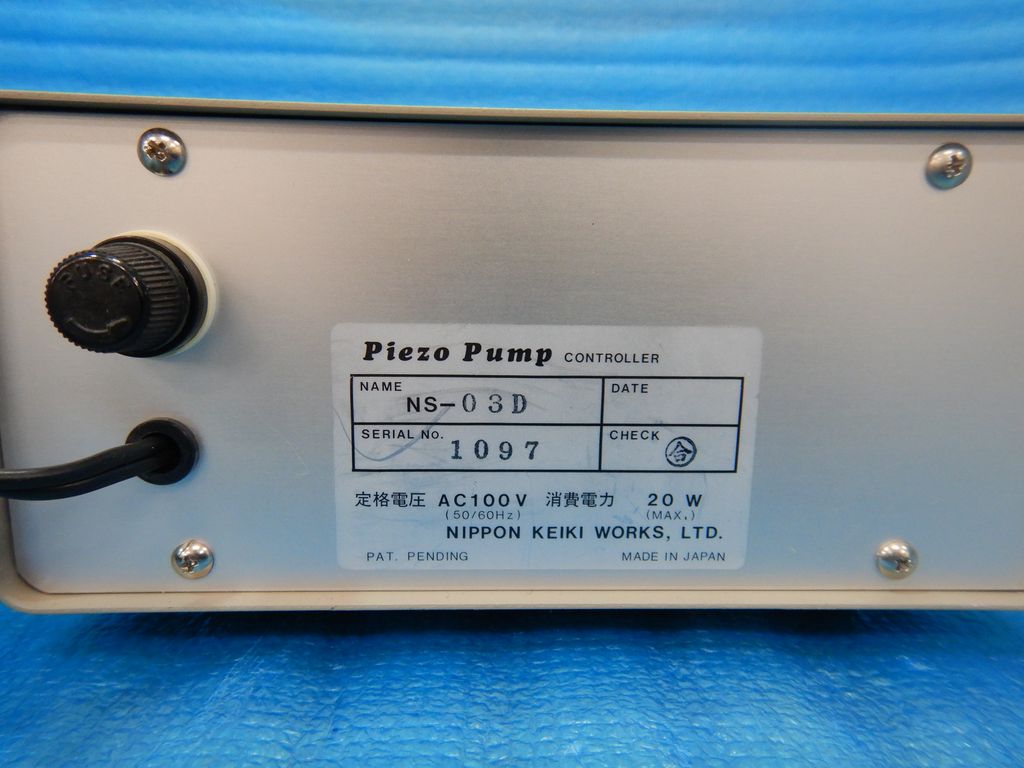 FUSE
Piezo Pump CONTROLLER
NAME NS-03D DATE
SERIAL No. 1097 CHECK 合
定格電圧 AC100V 消費電力 20 W
(50/60Hz) (MAX.)
NIPPON KEIKI WORKS, LTD.
PAT. PENDING MADE IN JAPAN